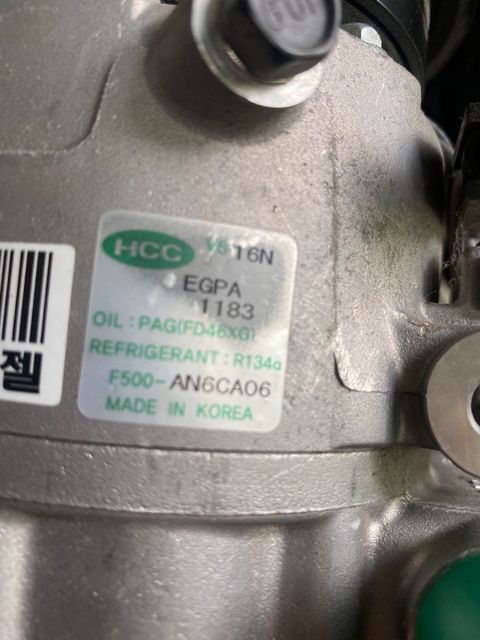 HCC VS16N
EGPA
1183
OIL : PAG(FD46XG)
REFRIGERANT : R134a
F500-AN6CA06
MADE IN KOREA
젤